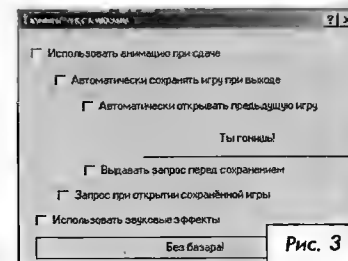 Использовать анимацию при сдаче
Автоматически сохранять игру при выходе
Автоматически открывать предыдущую игру
Ты гонишь!
Выдавать запрос перед сохранением
Запрос при открытии сохранённой игры
Использовать звуковые эффекты
Без базара!
Рис. 3